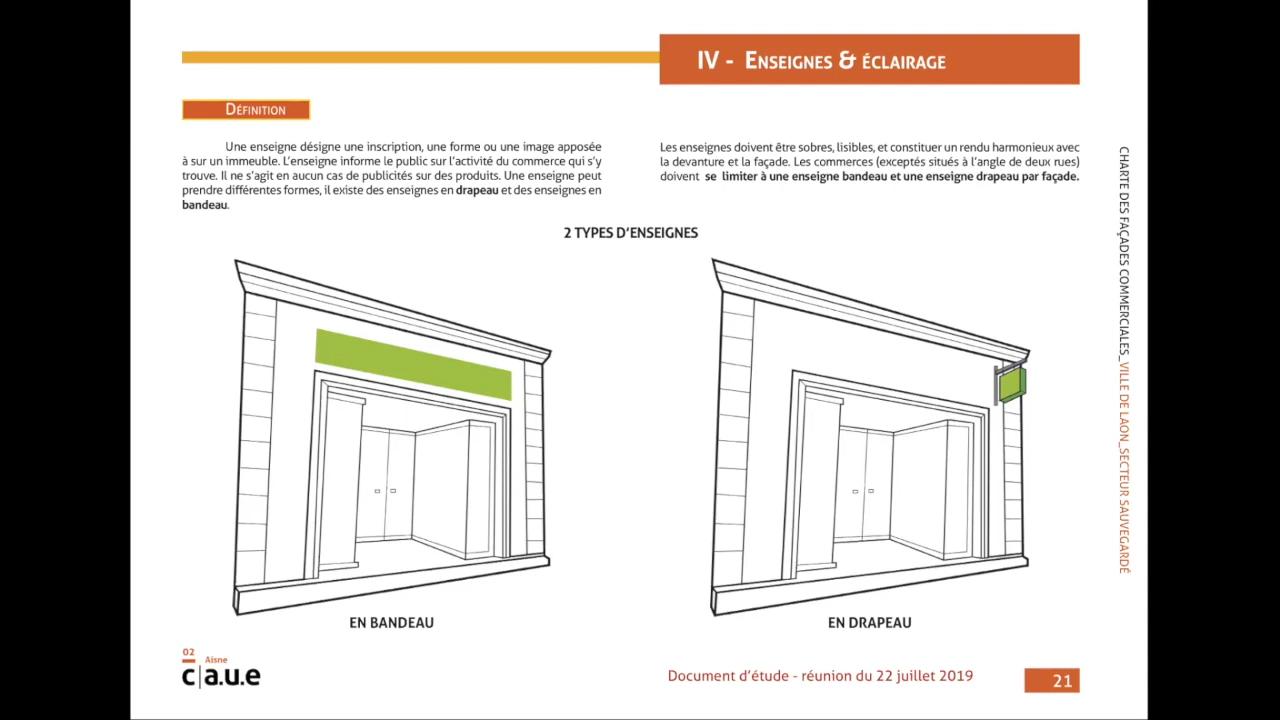 IV - Enseignes & éclairage
Définition
Une enseigne désigne une inscription, une forme ou une image apposée
à sur un immeuble. L'enseigne informe le public sur l'activité du commerce qui s'y
trouve. Il ne s'agit en aucun cas de publicités sur des produits. Une enseigne peut
prendre différentes formes, il existe des enseignes en drapeau et des enseignes en
bandeau.
Les enseignes doivent être sobres, lisibles, et constituer un rendu harmonieux avec
la devanture et la façade. Les commerces (exceptés situés à l'angle de deux rues)
doivent se limiter à une enseigne bandeau et une enseigne drapeau par façade.
2 TYPES D'ENSEIGNES
EN BANDEAU
EN DRAPEAU
CHARTE DES FAÇADES COMMERCIALES_VILLE DE LAON_SECTEUR SAUVEGARDÉ
02
Aisne
c|a.u.e
Document d'étude - réunion du 22 juillet 2019
21